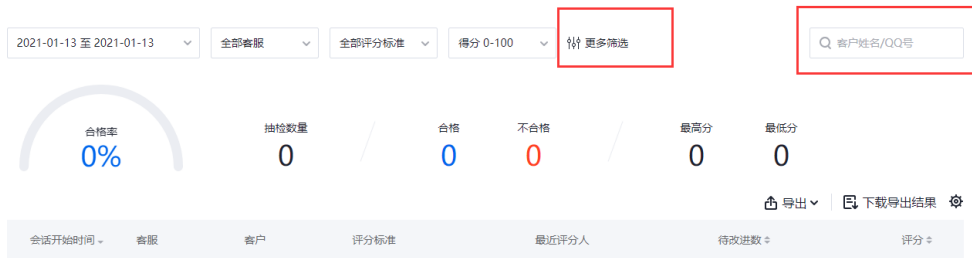 2021-01-13 至 2021-01-13 全部客服 全部评分标准 得分 0-100 更多筛选 客户姓名/QQ号
合格率 抽检数量 合格 不合格 最高分 最低分
0% 0 0 0 0 0
导出 下载导出结果
会话开始时间 客服 客户 评分标准 最近评分人 待改进数 评分